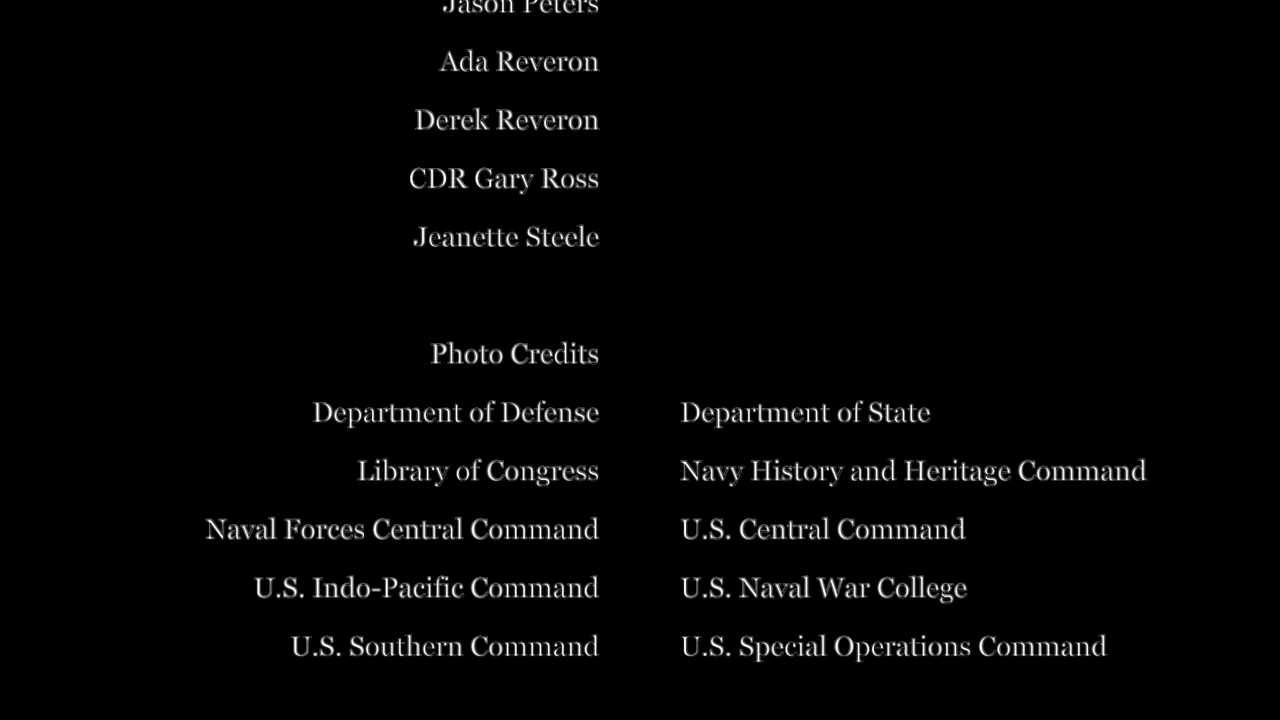 Jason Peters
Ada Reveron
Derek Reveron
CDR Gary Ross
Jeanette Steele
Photo Credits
Department of Defense Department of State
Library of Congress Navy History and Heritage Command
Naval Forces Central Command U.S. Central Command
U.S. Indo-Pacific Command U.S. Naval War College
U.S. Southern Command U.S. Special Operations Command